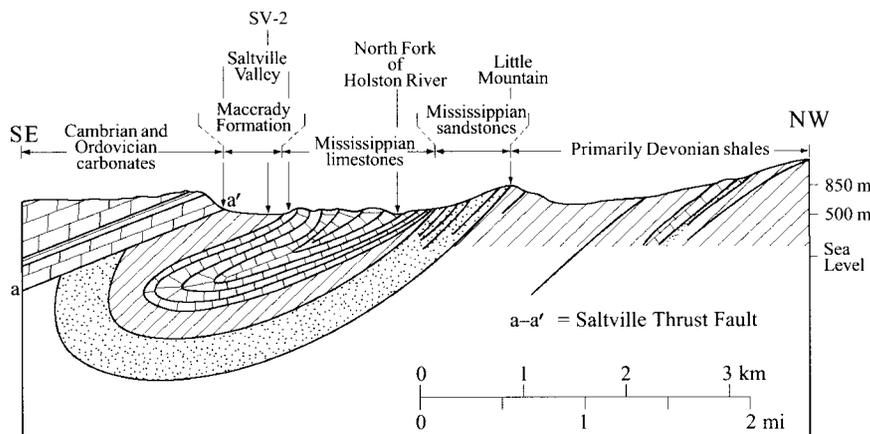 SV-2
Saltville
Valley
North Fork
of
Holston River
Little
Mountain
Maccrady
Formation
Mississippian
sandstones
SE
NW
Cambrian and
Ordovician
carbonates
Mississippian
limestones
Primarily Devonian shales
a'
850 m
500 m
Sea
Level
a
a–a' = Saltville Thrust Fault
0 1 2 3 km
0 1 2 mi